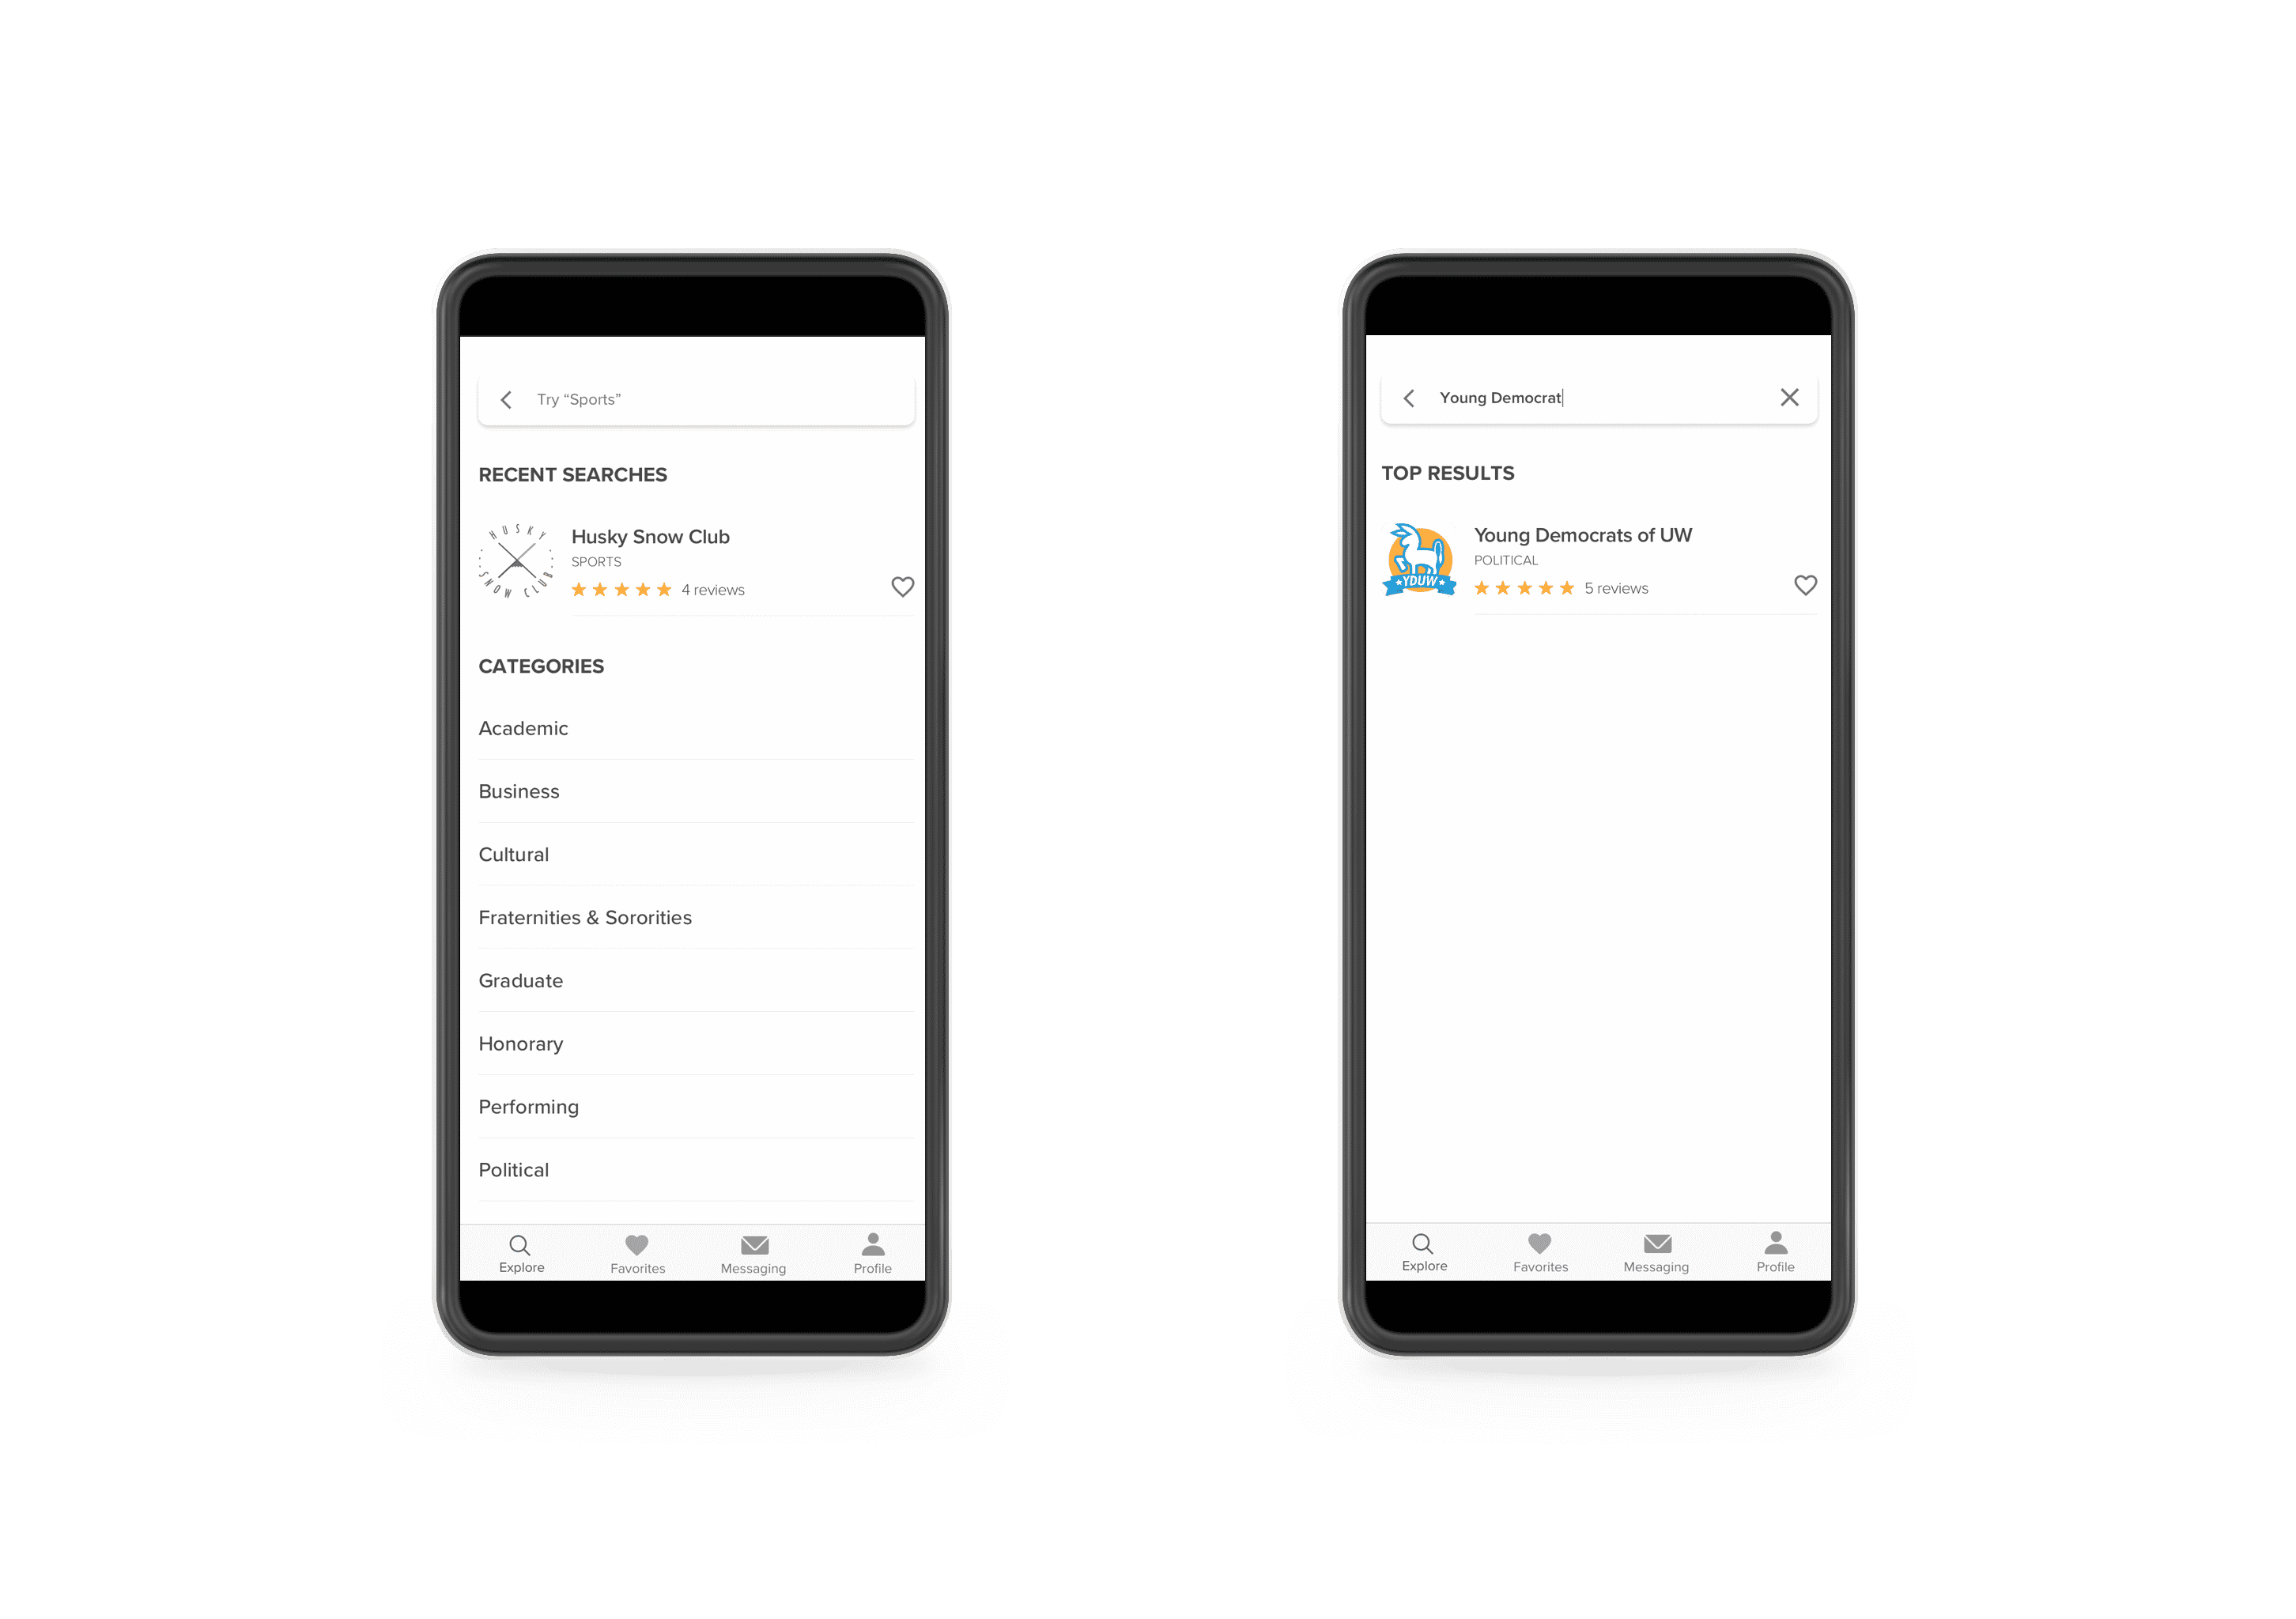 Try “Sports”
RECENT SEARCHES
HUSKY
SNOW CLUB
Husky Snow Club
SPORTS
4 reviews
CATEGORIES
Academic
Business
Cultural
Fraternities & Sororities
Graduate
Honorary
Performing
Political
Explore
Favorites
Messaging
Profile
Young Democrat
TOP RESULTS
YDUW
Young Democrats of UW
POLITICAL
5 reviews
Explore
Favorites
Messaging
Profile